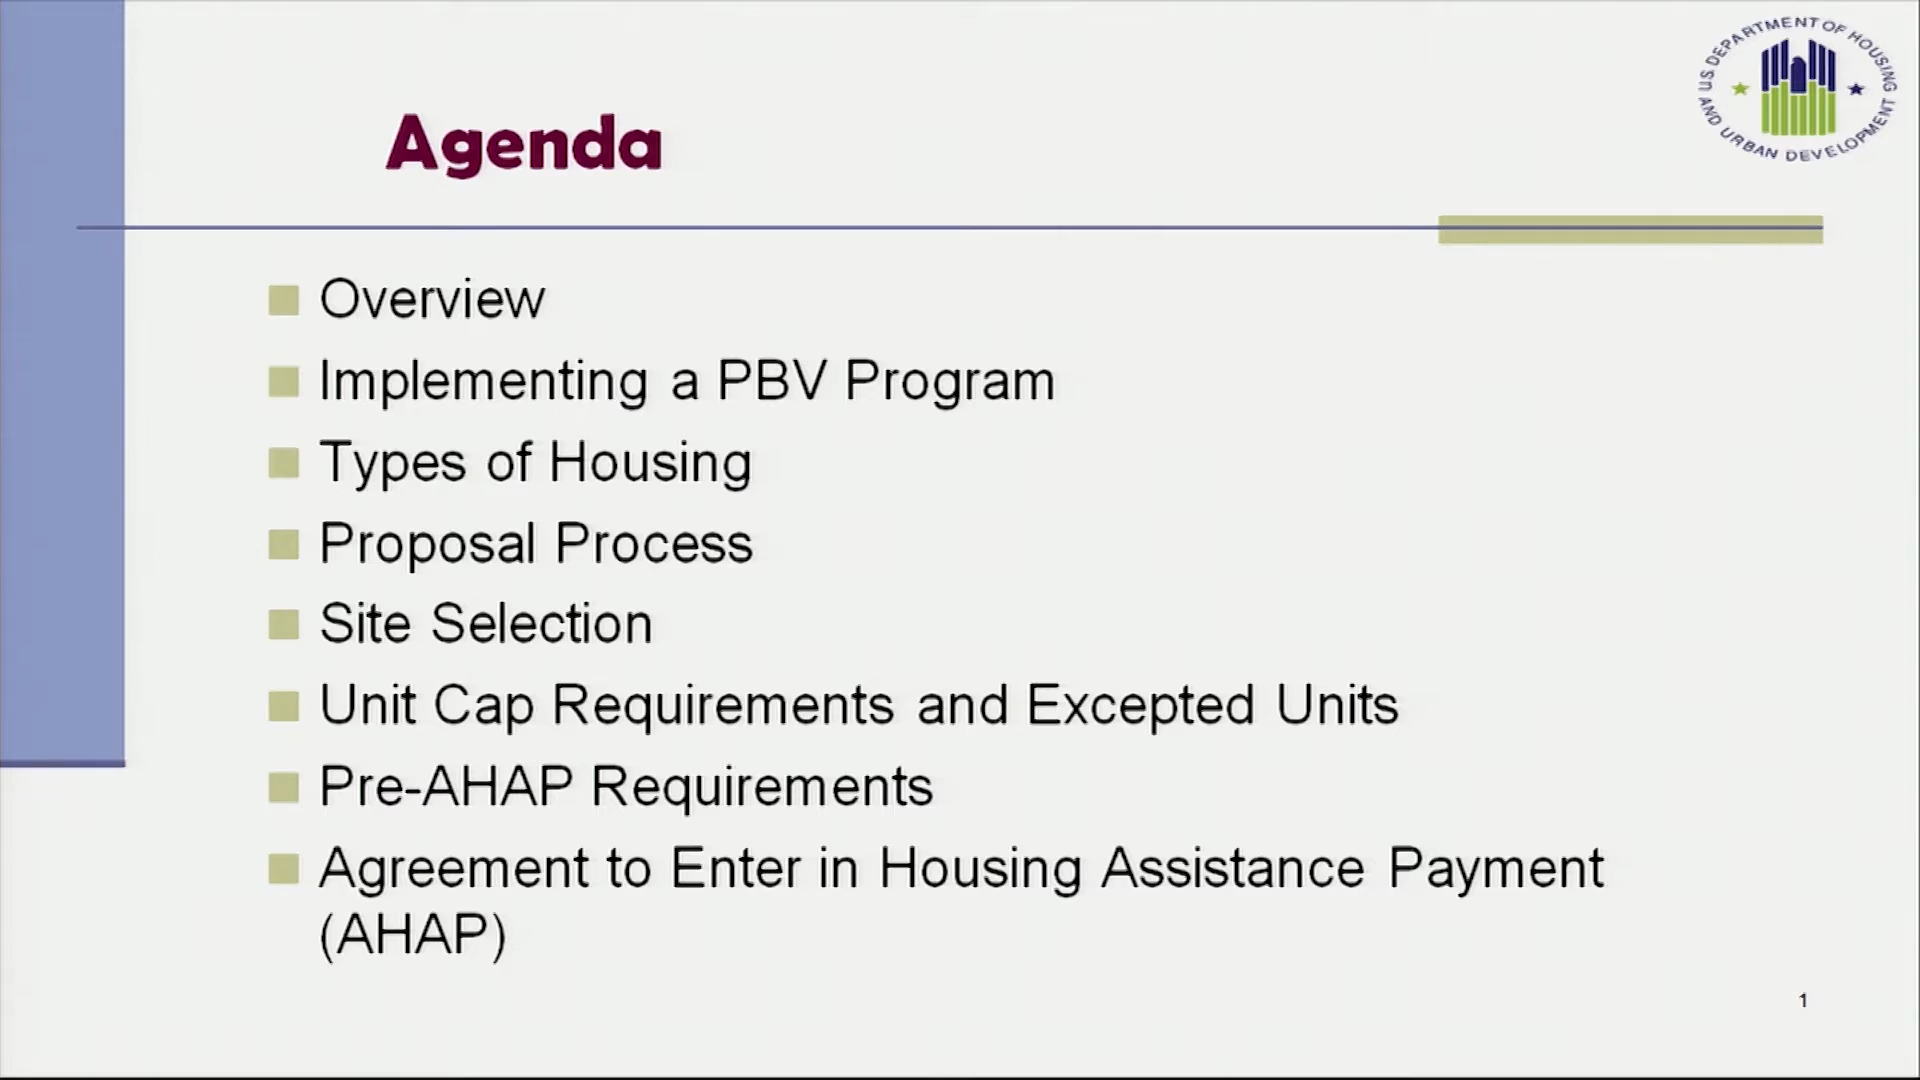 US DEPARTMENT OF HOUSING
AND URBAN DEVELOPMENT
Agenda
Overview
Implementing a PBV Program
Types of Housing
Proposal Process
Site Selection
Unit Cap Requirements and Excepted Units
Pre-AHAP Requirements
Agreement to Enter in Housing Assistance Payment
(AHAP)
1